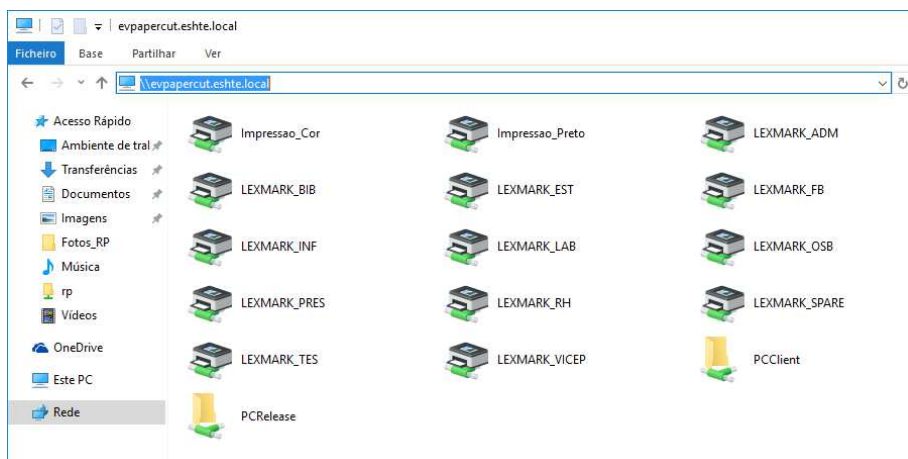 evpapercut.eshte.local
Ficheiro Base Partilhar Ver
\\evpapercut.eshte.local
Acesso Rápido
Ambiente de tral
Transferências
Documentos
Imagens
Fotos_RP
Música
rp
Vídeos
OneDrive
Este PC
Rede
Impressao_Cor Impressao_Preto LEXMARK_ADM
LEXMARK_BIB LEXMARK_EST LEXMARK_FB
LEXMARK_INF LEXMARK_LAB LEXMARK_OSB
LEXMARK_PRES LEXMARK_RH LEXMARK_SPARE
LEXMARK_TES LEXMARK_VICEP PCClient
PCRelease